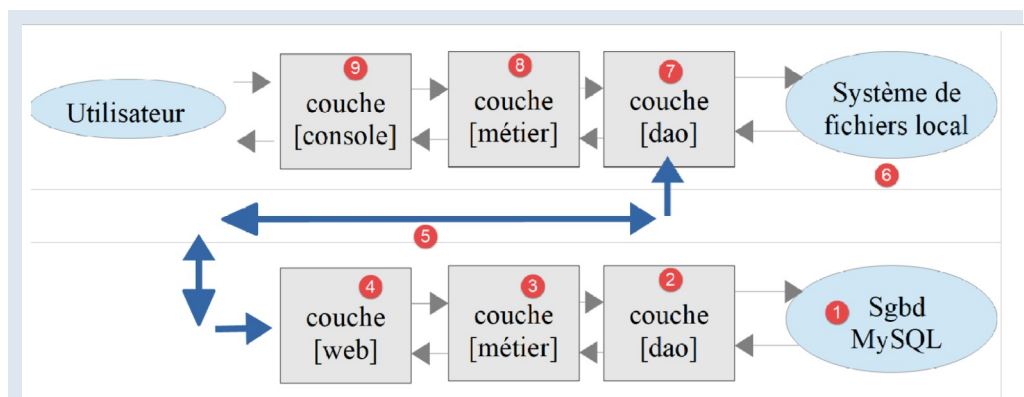 9
8
7
Utilisateur
couche
[console]
couche
[métier]
couche
[dao]
Système de
fichiers local
6
5
4
3
2
1
couche
[web]
couche
[métier]
couche
[dao]
Sgbd
MySQL